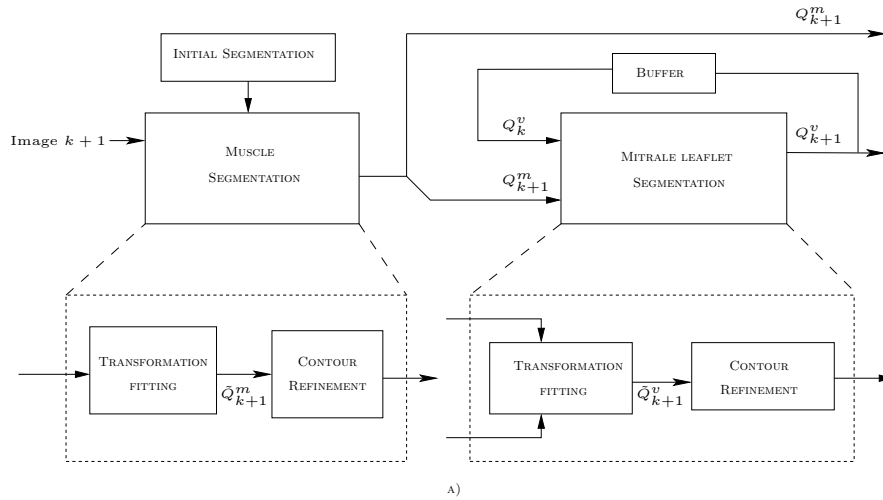 Q^m_{k+1}
Initial Segmentation
Buffer
Image k + 1
Q^v_k
Q^v_{k+1}
Muscle
Segmentation
Mitrale leaflet
Segmentation
Q^m_{k+1}
Transformation
fitting
Contour
Refinement
Q̃^m_{k+1}
Transformation
fitting
Contour
Refinement
Q̃^v_{k+1}
a)